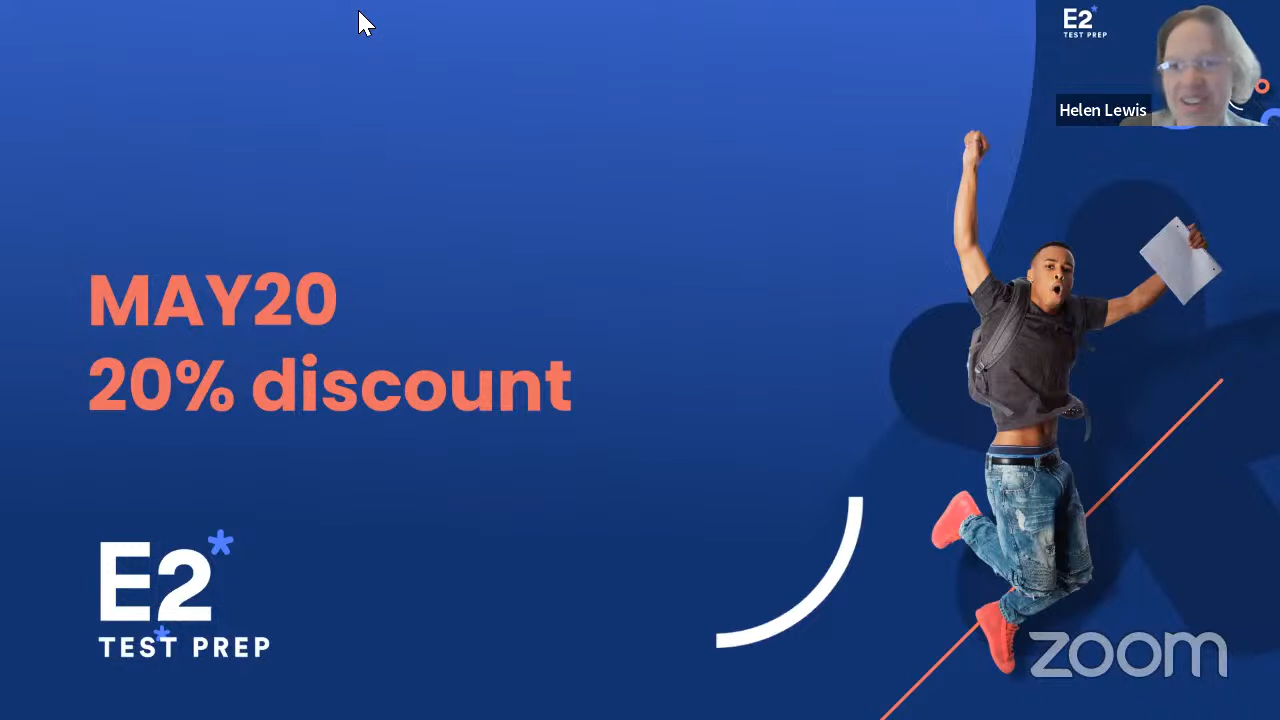 E2*
TEST PREP
Helen Lewis
MAY20
20% discount
E2*
TEST PREP
zoom